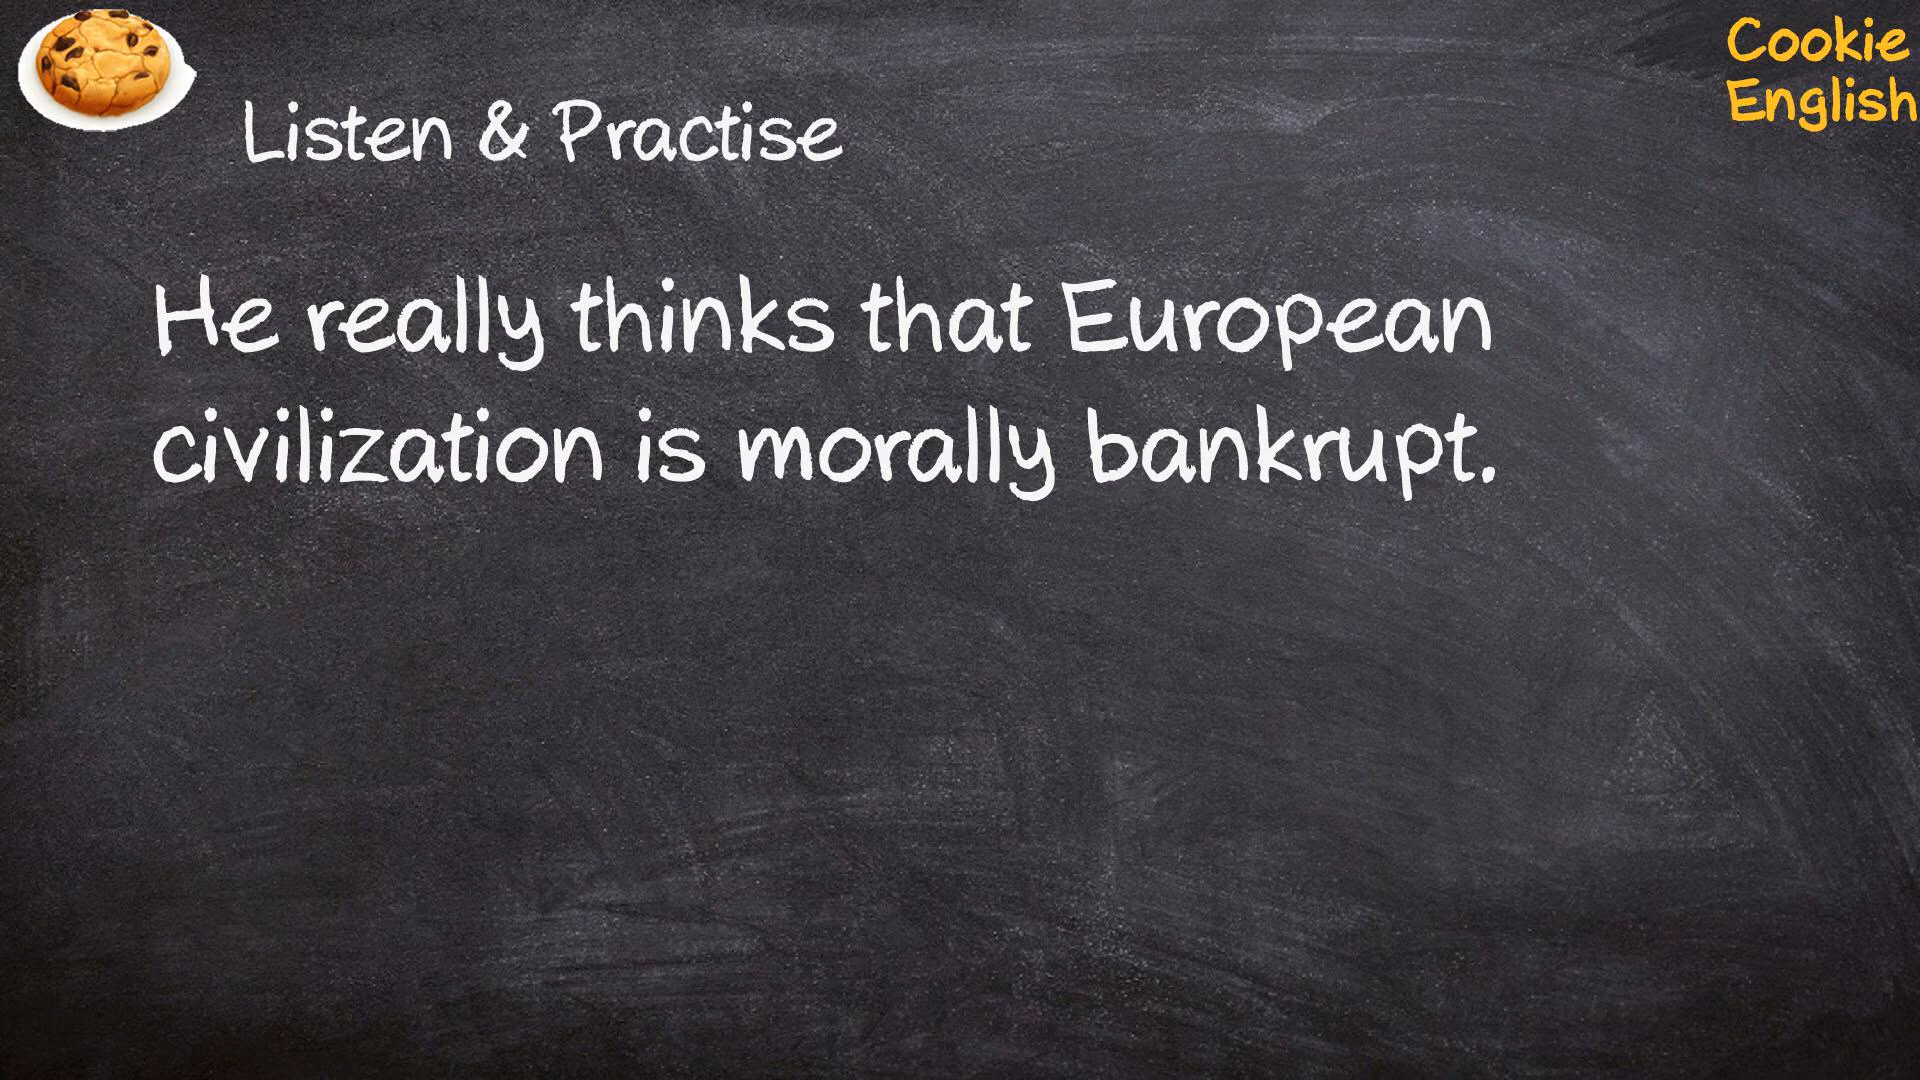 Cookie
English
Listen & Practise
He really thinks that European
civilization is morally bankrupt.